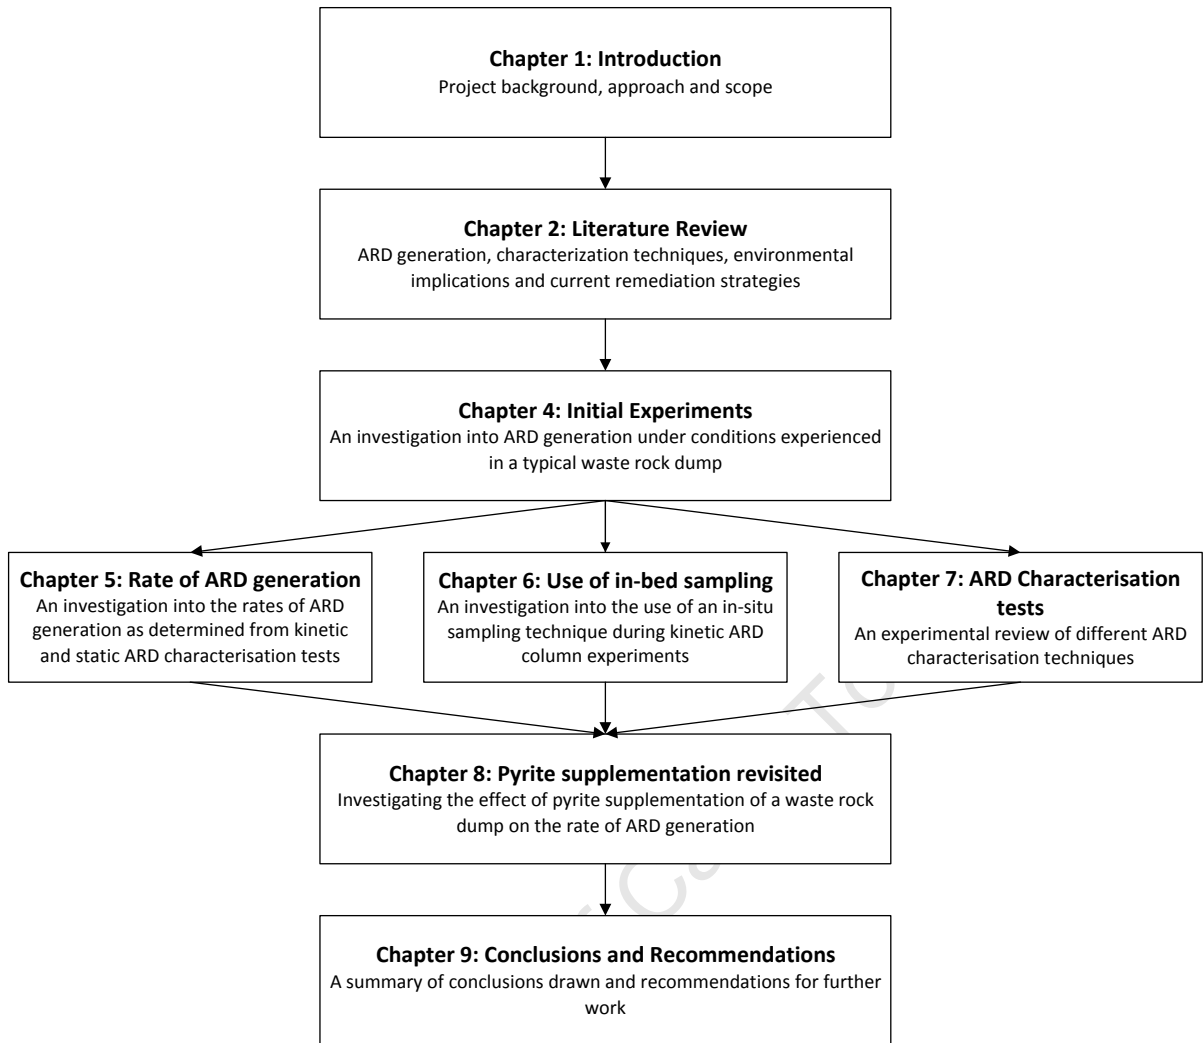 Chapter 1: Introduction
Project background, approach and scope
Chapter 2: Literature Review
ARD generation, characterization techniques, environmental
implications and current remediation strategies
Chapter 4: Initial Experiments
An investigation into ARD generation under conditions experienced
in a typical waste rock dump
Chapter 5: Rate of ARD generation
An investigation into the rates of ARD
generation as determined from kinetic
and static ARD characterisation tests
Chapter 6: Use of in-bed sampling
An investigation into the use of an in-situ
sampling technique during kinetic ARD
column experiments
Chapter 7: ARD Characterisation
tests
An experimental review of different ARD
characterisation techniques
Chapter 8: Pyrite supplementation revisited
Investigating the effect of pyrite supplementation of a waste rock
dump on the rate of ARD generation
Chapter 9: Conclusions and Recommendations
A summary of conclusions drawn and recommendations for further
work